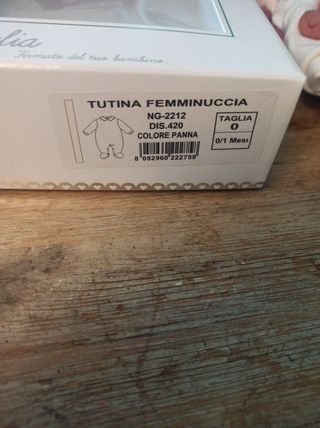 Firmato del tuo bambino
TUTINA FEMMINUCCIA
NG-2212
DIS.420
COLORE PANNA
TAGLIA
0
0/1 Mesi
8 052960 222758